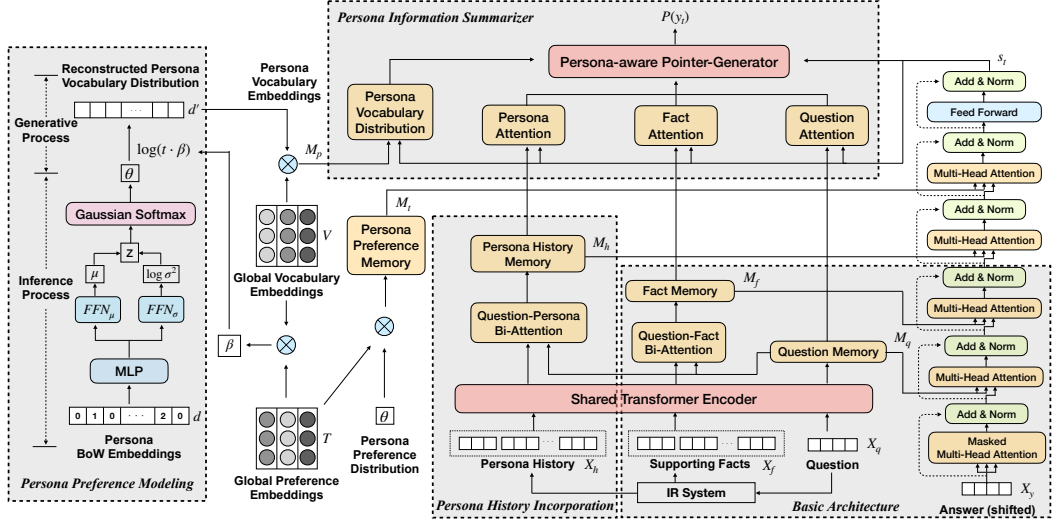 Persona Information Summarizer
P(y_t)
Persona-aware Pointer-Generator
Persona
Vocabulary
Distribution
Persona
Attention
Fact
Attention
Question
Attention
Reconstructed Persona
Vocabulary Distribution
· · ·
d'
Generative
Process
log(t · β)
θ
Gaussian Softmax
z
μ
log σ²
Inference
Process
FFN_μ
FFN_σ
MLP
0 1 0 · · · 2 0
d
Persona
BoW Embeddings
Persona Preference Modeling
Persona
Vocabulary
Embeddings
M_p
V
Global Vocabulary
Embeddings
β
T
Global Preference
Embeddings
M_t
Persona
Preference
Memory
θ
Persona
Preference
Distribution
Persona History
Memory
M_h
Question-Persona
Bi-Attention
Fact Memory
M_f
Question-Fact
Bi-Attention
Question Memory
M_q
Shared Transformer Encoder
· · ·
Persona History
X_h
· · ·
Supporting Facts
X_f
Question
X_q
IR System
Persona History Incorporation
Basic Architecture
s_t
Add & Norm
Feed Forward
Add & Norm
Multi-Head Attention
Add & Norm
Multi-Head Attention
Add & Norm
Multi-Head Attention
Add & Norm
Multi-Head Attention
Add & Norm
Masked
Multi-Head Attention
X_y
Answer (shifted)